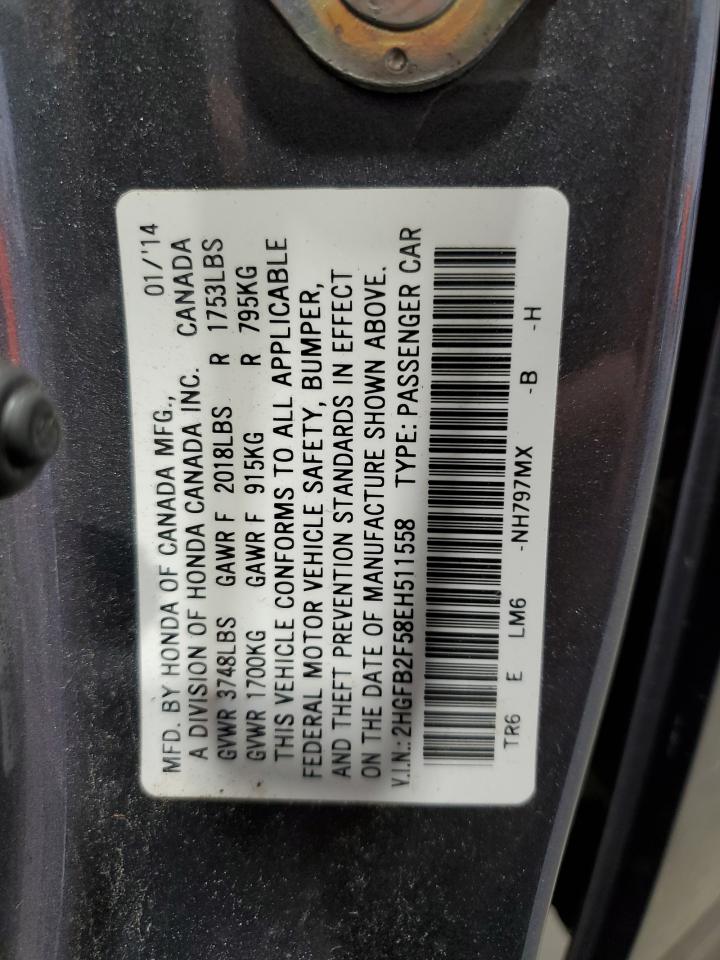 01/'14
MFD. BY HONDA OF CANADA MFG.,
A DIVISION OF HONDA CANADA INC. CANADA
GVWR 3748LBS GAWR F 2018LBS R 1753LBS
GVWR 1700KG GAWR F 915KG R 795KG
THIS VEHICLE CONFORMS TO ALL APPLICABLE
FEDERAL MOTOR VEHICLE SAFETY, BUMPER,
AND THEFT PREVENTION STANDARDS IN EFFECT
ON THE DATE OF MANUFACTURE SHOWN ABOVE.
V.I.N.: 2HGFB2F58EH511558 TYPE: PASSENGER CAR
TR6 E LM6 -NH797MX -B -H